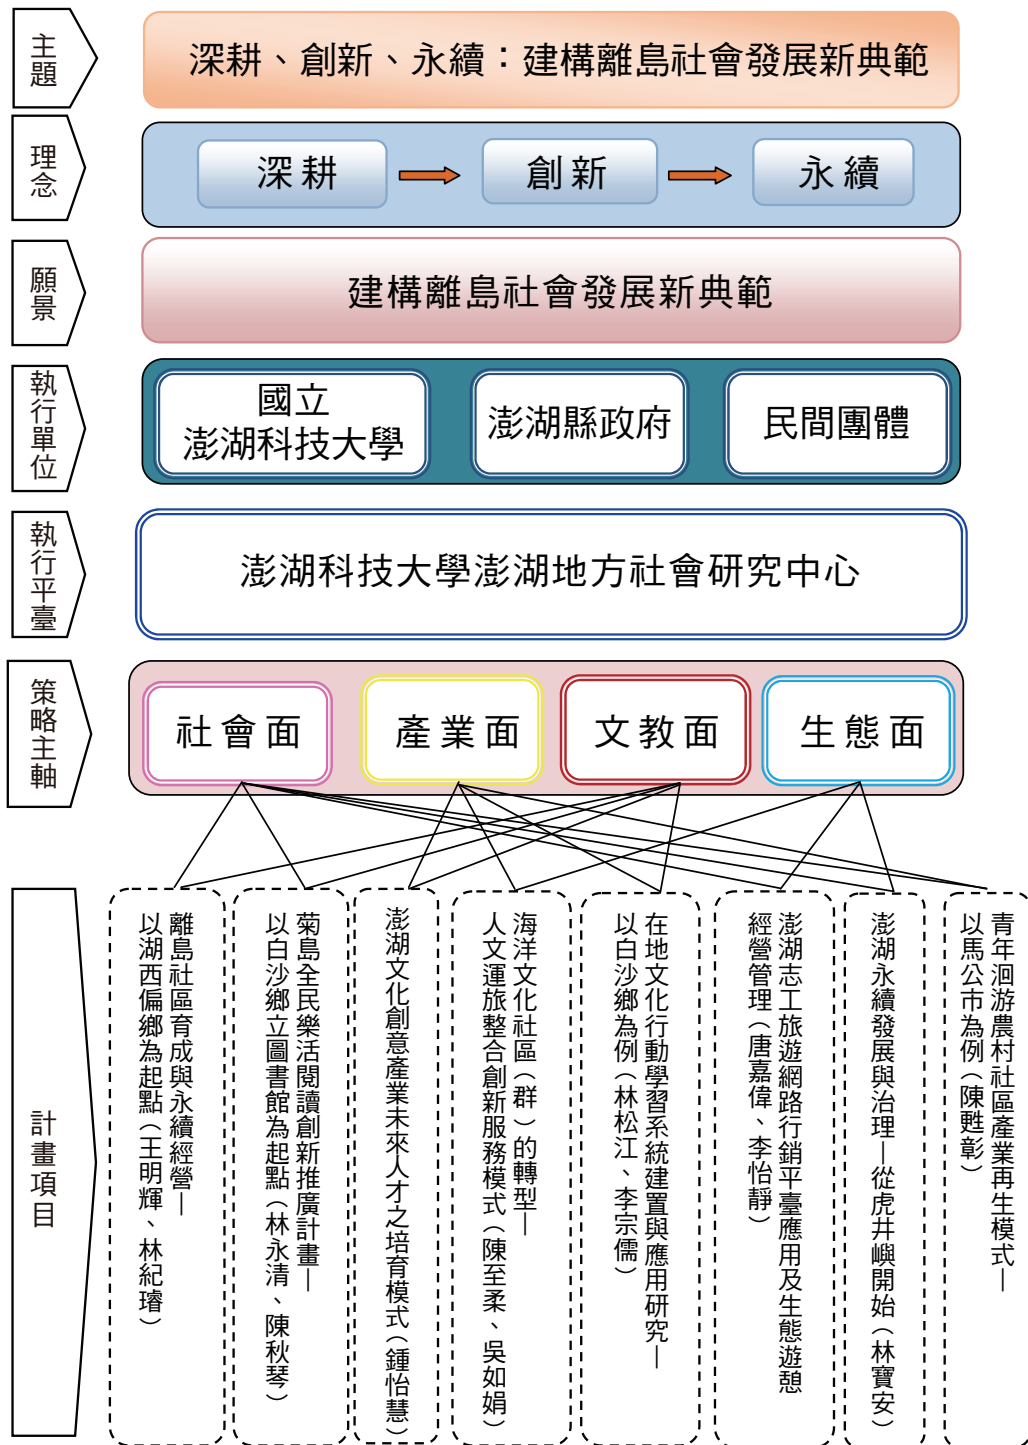 主題
深耕、創新、永續：建構離島社會發展新典範
理念
深耕
創新
永續
願景
建構離島社會發展新典範
執行單位
國立
澎湖科技大學
澎湖縣政府
民間團體
執行平臺
澎湖科技大學澎湖地方社會研究中心
策略主軸
社會面
產業面
文教面
生態面
計畫項目
離島社區育成與永續經營—
以湖西偏鄉為起點（王明輝、林紀璿）
菊島全民樂活閱讀創新推廣計畫—
以白沙鄉立圖書館為起點（林永清、陳秋琴）
澎湖文化創意產業未來人才之培育模式（鍾怡慧）
海洋文化社區（群）的轉型—
人文運旅整合創新服務模式（陳至柔、吳如娟）
在地文化行動學習系統建置與應用研究—
以白沙鄉為例（林松江、李宗儒）
澎湖志工旅遊網路行銷平臺應用及生態遊憩
經營管理（唐嘉偉、李怡靜）
澎湖永續發展與治理—從虎井嶼開始（林寶安）
青年洄游農村社區產業再生模式—
以馬公市為例（陳甦彰）